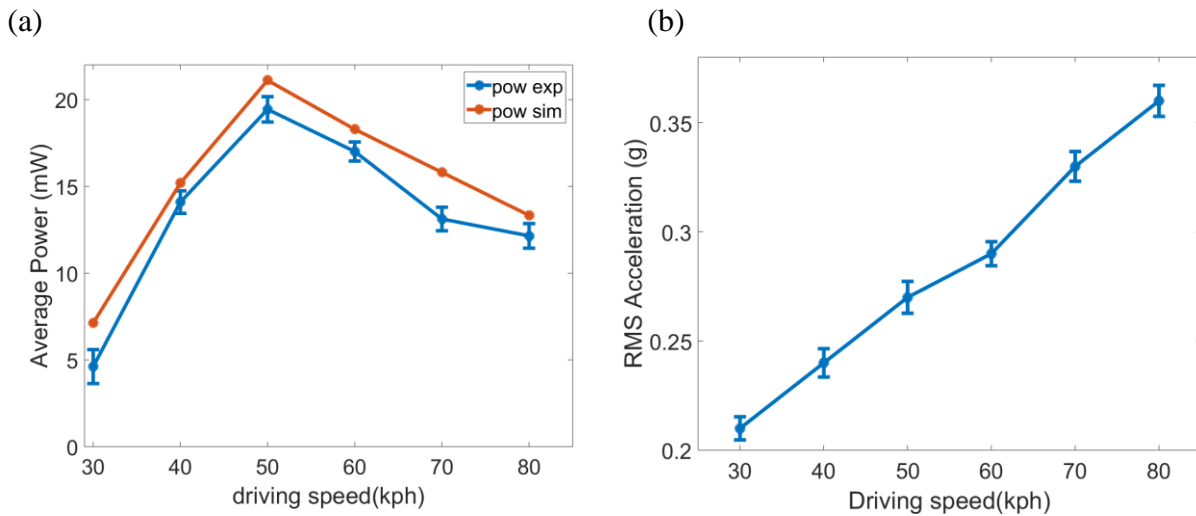 (a)
(b)
pow exp
pow sim
Average Power (mW)
20
15
10
5
0
30 40 50 60 70 80
driving speed(kph)
RMS Acceleration (g)
0.35
0.3
0.25
0.2
30 40 50 60 70 80
Driving speed(kph)